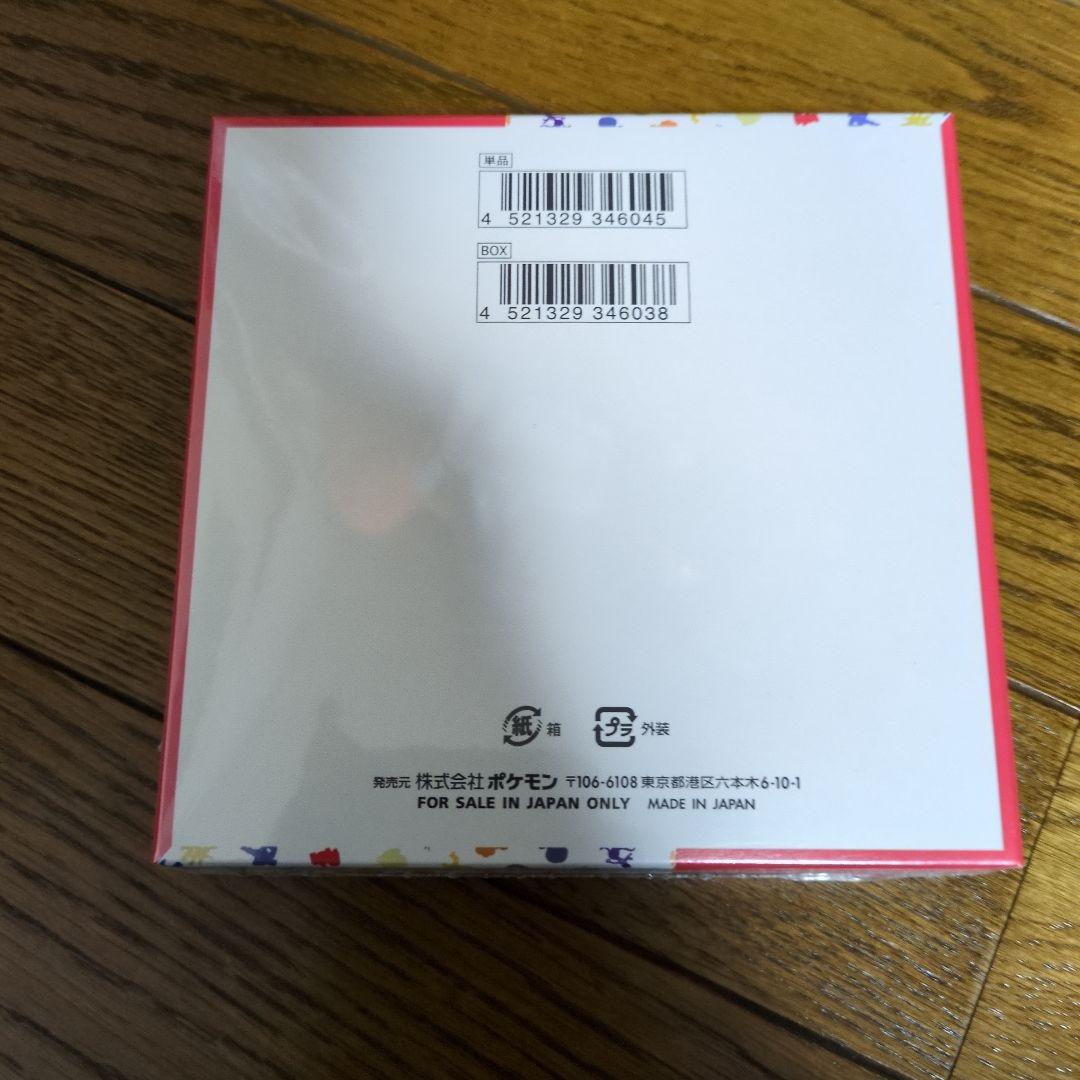 単品
4 521329 346045
BOX
4 521329 346038
紙 箱 プラ 外装
発売元 株式会社ポケモン 〒106-6108 東京都港区六本木6-10-1
FOR SALE IN JAPAN ONLY MADE IN JAPAN